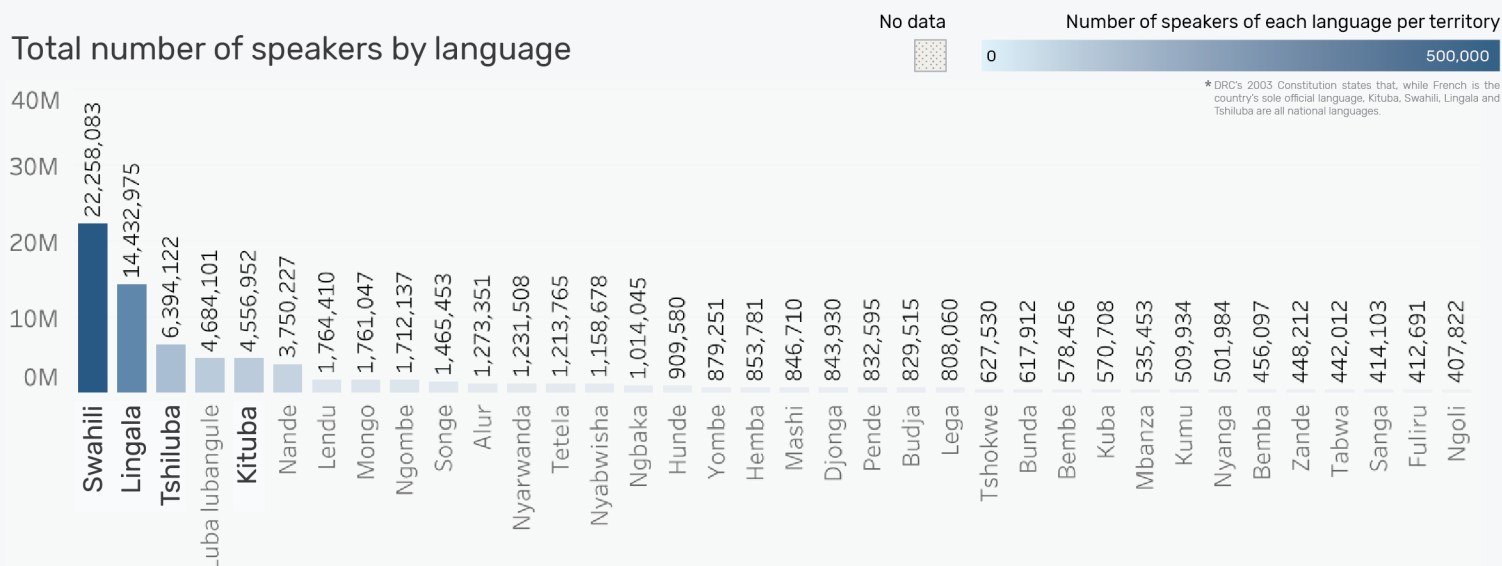 No data
Number of speakers of each language per territory
Total number of speakers by language
0
500,000
* DRC's 2003 Constitution states that, while French is the
country's sole official language, Kituba, Swahili, Lingala and
Tshiluba are all national languages.
40M
30M
20M
10M
0M
22,258,083
14,432,975
6,394,122
4,684,101
4,556,952
3,750,227
1,764,410
1,761,047
1,712,137
1,465,453
1,273,351
1,231,508
1,213,765
1,158,678
1,014,045
909,580
879,251
853,781
846,710
843,930
832,595
829,515
808,060
627,530
617,912
578,456
570,708
535,453
509,934
501,984
456,097
448,212
442,012
414,103
412,691
407,822
Swahili
Lingala
Tshiluba
Luba lubangule
Kituba
Nande
Lendu
Mongo
Ngombe
Songe
Alur
Nyarwanda
Tetela
Nyabwisha
Ngbaka
Hunde
Yombe
Hemba
Mashi
Djonga
Pende
Budja
Lega
Tshokwe
Bunda
Bembe
Kuba
Mbanza
Kumu
Nyanga
Bemba
Zande
Tabwa
Sanga
Fuliru
Ngoli